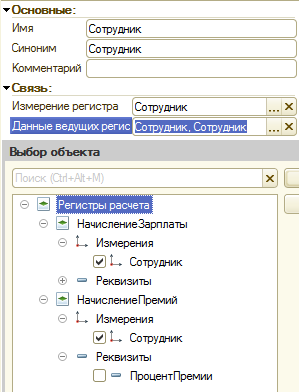 Основные:
Имя Сотрудник
Синоним Сотрудник
Комментарий
Связь:
Измерение регистра Сотрудник ...
Данные ведущих регис Сотрудник, Сотрудник ...
Выбор объекта
Поиск (Ctrl+Alt+M)
Регистры расчета
НачислениеЗарплаты
Измерения
Сотрудник
Реквизиты
НачислениеПремий
Измерения
Сотрудник
Реквизиты
ПроцентПремии